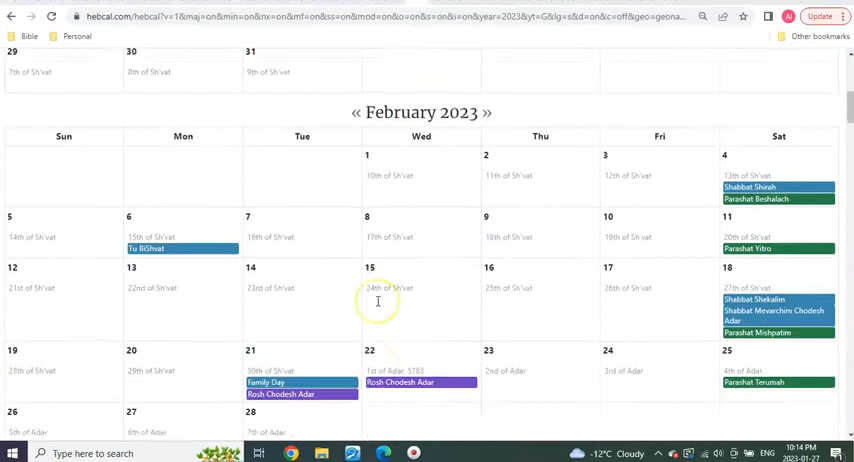 hebcal.com/hebcal?v=1&maj=on&min=on&nx=on&mf=on&ss=on&mod=on&o=on&s=on&i=on&year=2023&yt=G&lg=s&d=on&c=off&geo=geona...
AI
Update
Bible
Personal
Other bookmarks
29 30 31
7th of Sh'vat 8th of Sh'vat 9th of Sh'vat
« February 2023 »
Sun Mon Tue Wed Thu Fri Sat
1 2 3 4
10th of Sh'vat 11th of Sh'vat 12th of Sh'vat 13th of Sh'vat
Shabbat Shirah
Parashat Beshalach
5 6 7 8 9 10 11
14th of Sh'vat 15th of Sh'vat 16th of Sh'vat 17th of Sh'vat 18th of Sh'vat 19th of Sh'vat 20th of Sh'vat
Tu BiShvat Parashat Yitro
12 13 14 15 16 17 18
21st of Sh'vat 22nd of Sh'vat 23rd of Sh'vat 24th of Sh'vat 25th of Sh'vat 26th of Sh'vat 27th of Sh'vat
Shabbat Shekalim
Shabbat Mevarchim Chodesh
Adar
Parashat Mishpatim
19 20 21 22 23 24 25
28th of Sh'vat 29th of Sh'vat 30th of Sh'vat 1st of Adar, 5783 2nd of Adar 3rd of Adar 4th of Adar
Family Day Rosh Chodesh Adar Parashat Terumah
Rosh Chodesh Adar
26 27 28
5th of Adar 6th of Adar 7th of Adar
Type here to search
-12°C Cloudy
ENG
10:14 PM
2023-01-27